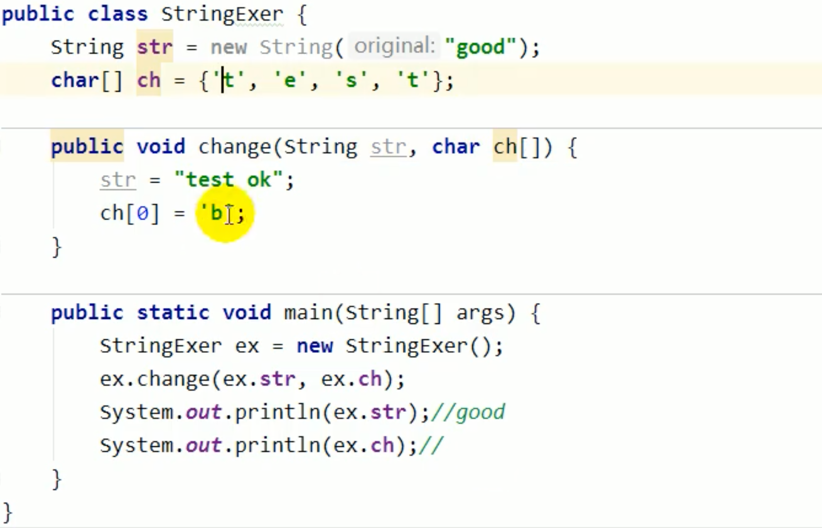 public class StringExer {
String str = new String( original: "good");
char[] ch = {'t', 'e', 's', 't'};
public void change(String str, char ch[]) {
str = "test ok";
ch[0] = 'b';
}
public static void main(String[] args) {
StringExer ex = new StringExer();
ex.change(ex.str, ex.ch);
System.out.println(ex.str);//good
System.out.println(ex.ch);//
}
}